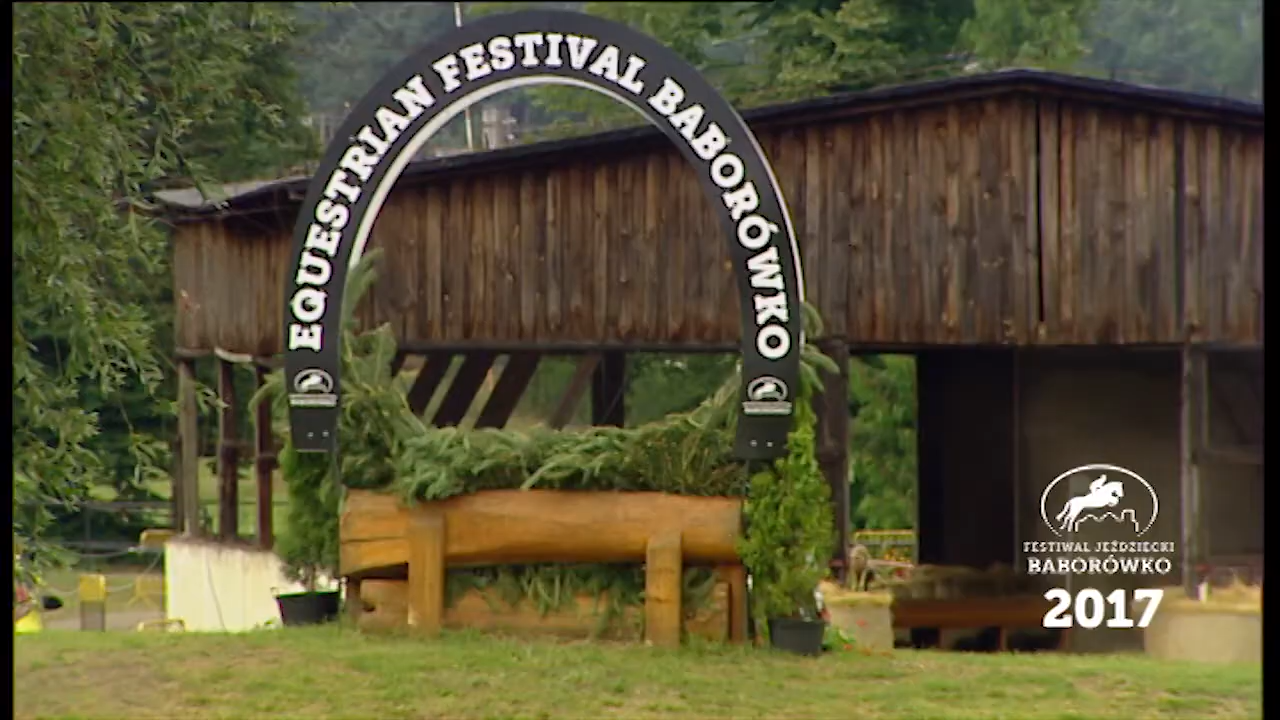 EQUESTRIAN FESTIVAL BABORÓWKO
FESTIWAL JEŹDZIECKI
BABORÓWKO
2017